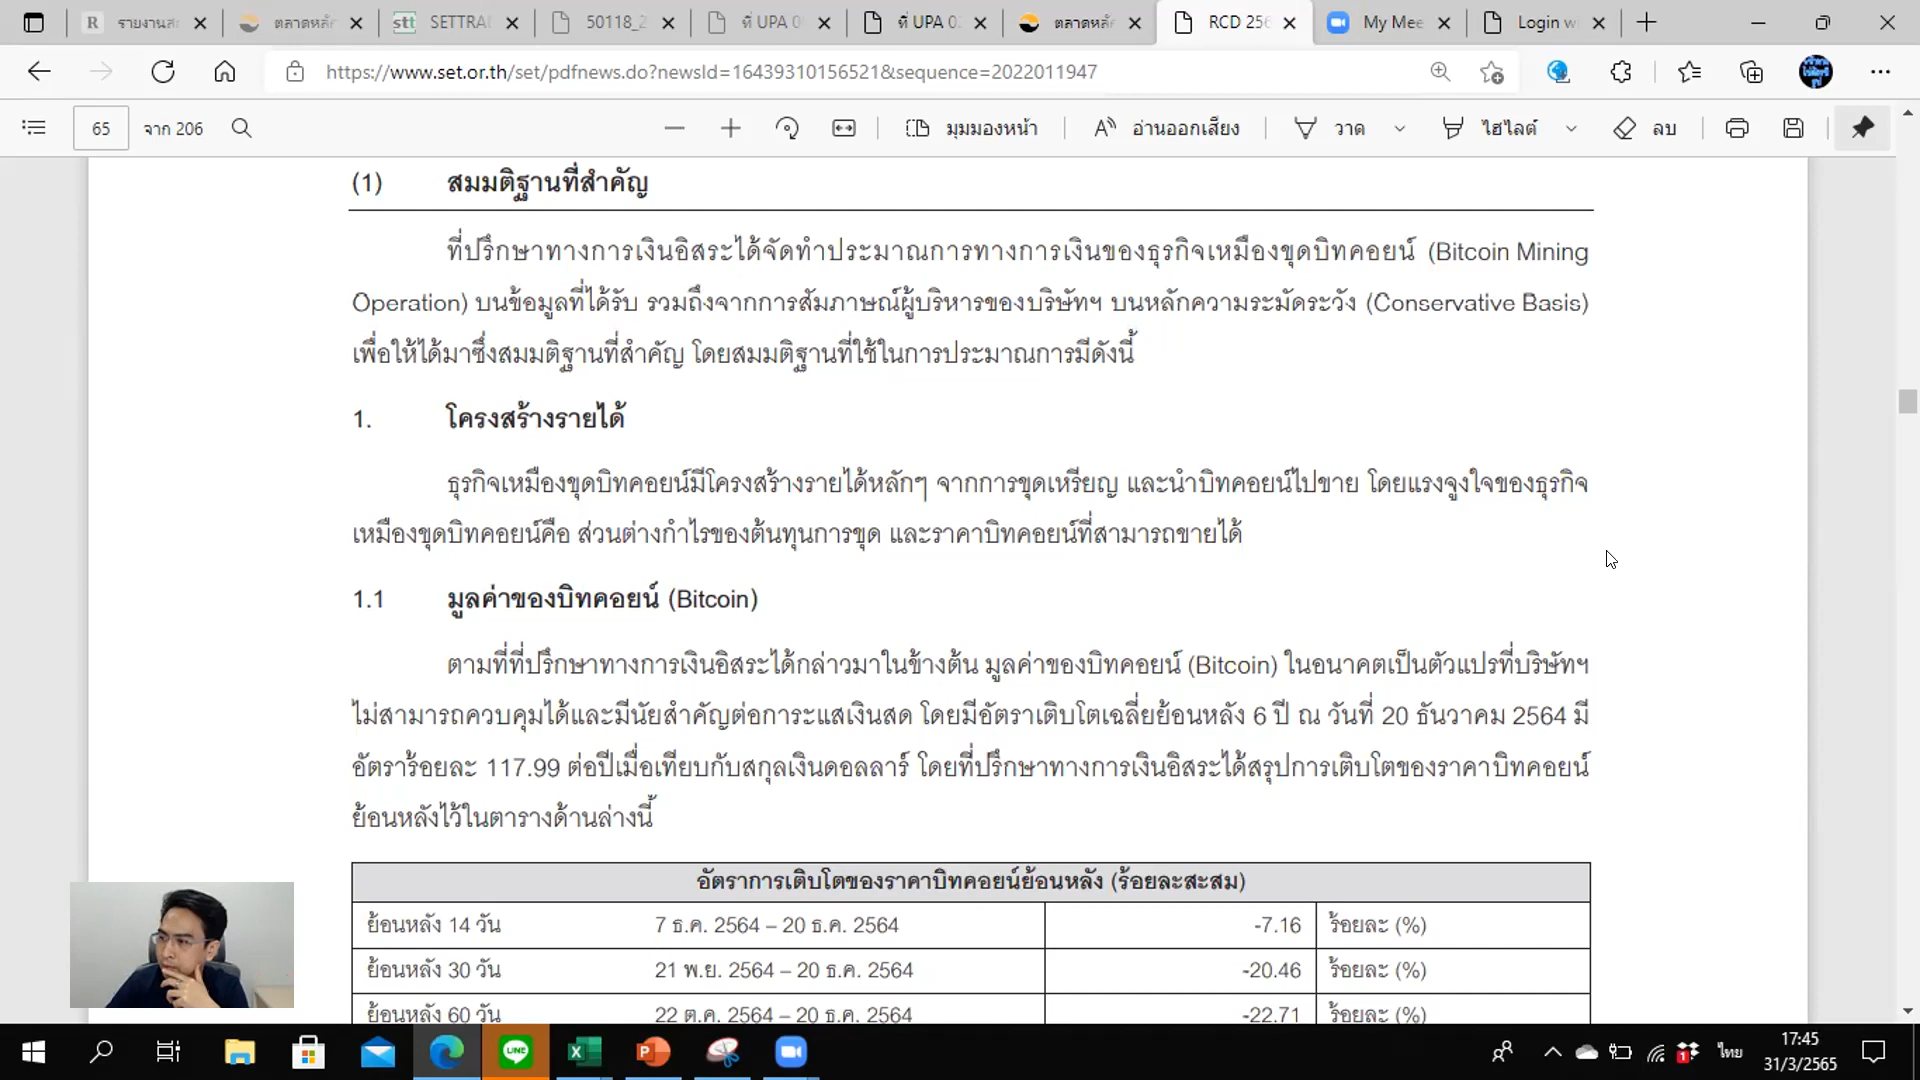 รายงานส
ตลาดหลัก
SETTRA
50118_2
ที่ UPA 0
ที่ UPA 02
ตลาดหลัก
RCD 256
My Mee
Login w
https://www.set.or.th/set/pdfnews.do?newsId=16439310156521&sequence=2022011947
65 จาก 206 มุมมองหน้า อ่านออกเสียง วาด ไฮไลต์ ลบ
(1) สมมติฐานที่สำคัญ
ที่ปรึกษาทางการเงินอิสระได้จัดทำประมาณการทางการเงินของธุรกิจเหมืองขุดบิทคอยน์ (Bitcoin Mining
Operation) บนข้อมูลที่ได้รับ รวมถึงจากการสัมภาษณ์ผู้บริหารของบริษัทฯ บนหลักความระมัดระวัง (Conservative Basis)
เพื่อให้ได้มาซึ่งสมมติฐานที่สำคัญ โดยสมมติฐานที่ใช้ในการประมาณการมีดังนี้
1. โครงสร้างรายได้
ธุรกิจเหมืองขุดบิทคอยน์มีโครงสร้างรายได้หลักๆ จากการขุดเหรียญ และนำบิทคอยน์ไปขาย โดยแรงจูงใจของธุรกิจ
เหมืองขุดบิทคอยน์คือ ส่วนต่างกำไรของต้นทุนการขุด และราคาบิทคอยน์ที่สามารถขายได้
1.1 มูลค่าของบิทคอยน์ (Bitcoin)
ตามที่ที่ปรึกษาทางการเงินอิสระได้กล่าวมาในข้างต้น มูลค่าของบิทคอยน์ (Bitcoin) ในอนาคตเป็นตัวแปรที่บริษัทฯ
ไม่สามารถควบคุมได้และมีนัยสำคัญต่อการะแสเงินสด โดยมีอัตราเติบโตเฉลี่ยย้อนหลัง 6 ปี ณ วันที่ 20 ธันวาคม 2564 มี
อัตราร้อยละ 117.99 ต่อปีเมื่อเทียบกับสกุลเงินดอลลาร์ โดยที่ปรึกษาทางการเงินอิสระได้สรุปการเติบโตของราคาบิทคอยน์
ย้อนหลังไว้ในตารางด้านล่างนี้
อัตราการเติบโตของราคาบิทคอยน์ย้อนหลัง (ร้อยละสะสม)
ย้อนหลัง 14 วัน 7 ธ.ค. 2564 – 20 ธ.ค. 2564 -7.16 ร้อยละ (%)
ย้อนหลัง 30 วัน 21 พ.ย. 2564 – 20 ธ.ค. 2564 -20.46 ร้อยละ (%)
ย้อนหลัง 60 วัน 22 ต.ค. 2564 – 20 ธ.ค. 2564 -22.71 ร้อยละ (%)
LINE
ไทย
17:45
31/3/2565